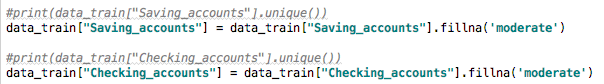 #print(data_train["Saving_accounts"].unique())
data_train["Saving_accounts"] = data_train["Saving_accounts"].fillna('moderate')
#print(data_train["Checking_accounts"].unique())
data_train["Checking_accounts"] = data_train["Checking_accounts"].fillna('moderate')